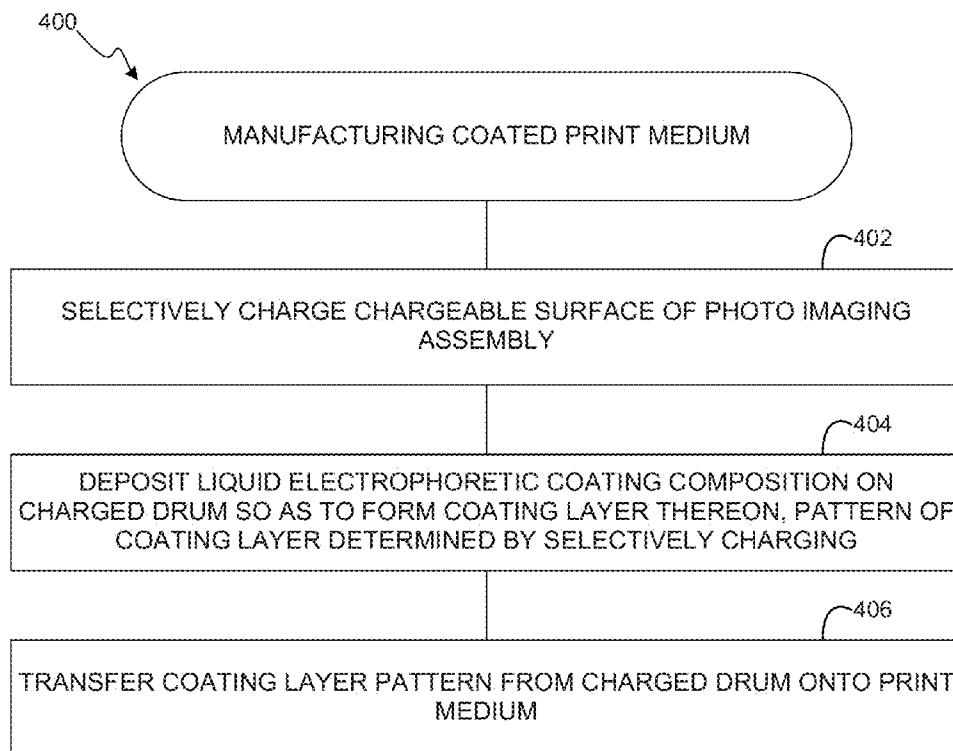 400
MANUFACTURING COATED PRINT MEDIUM
402
SELECTIVELY CHARGE CHARGEABLE SURFACE OF PHOTO IMAGING
ASSEMBLY
404
DEPOSIT LIQUID ELECTROPHORETIC COATING COMPOSITION ON
CHARGED DRUM SO AS TO FORM COATING LAYER THEREON, PATTERN OF
COATING LAYER DETERMINED BY SELECTIVELY CHARGING
406
TRANSFER COATING LAYER PATTERN FROM CHARGED DRUM ONTO PRINT
MEDIUM